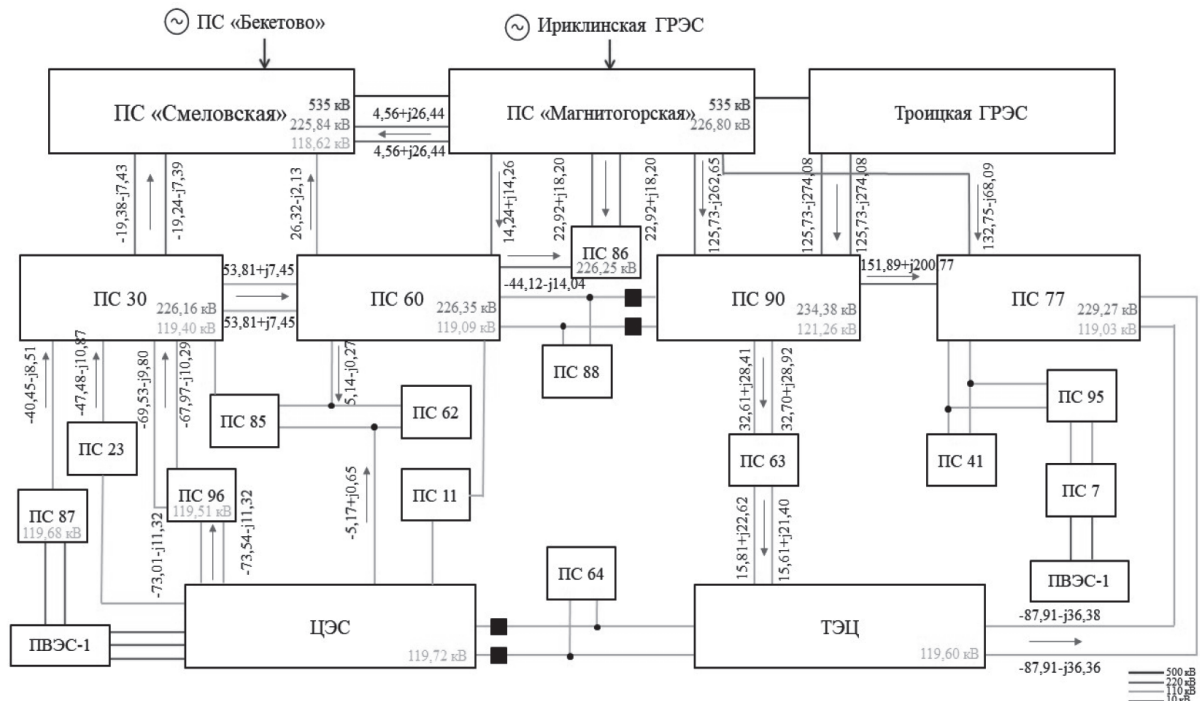 ПС «Бекетово»
Ириклинская ГРЭС
ПС «Смеловская»
535 кВ
225,84 кВ
118,62 кВ
4,56+j26,44
4,56+j26,44
ПС «Магнитогорская»
535 кВ
226,80 кВ
Троицкая ГРЭС
-19,38-j7,43
-19,24-j7,39
26,32-j2,13
14,24+j14,26
22,92+j18,20
22,92+j18,20
125,73-j262,65
125,73-j274,08
125,73-j274,08
132,75-j68,09
ПС 86
226,25 кВ
ПС 30
226,16 кВ
119,40 кВ
53,81+j7,45
53,81+j7,45
ПС 60
226,35 кВ
119,09 кВ
-44,12-j14,04
ПС 90
234,38 кВ
121,26 кВ
151,89+j200,77
ПС 77
229,27 кВ
119,03 кВ
-40,45-j8,51
-47,48-j10,87
-69,53-j9,80
-67,97-j10,29
5,14-j0,27
ПС 88
32,61+j28,41
32,70+j28,92
ПС 85
ПС 62
ПС 95
ПС 23
ПС 63
ПС 41
ПС 96
119,51 кВ
ПС 11
ПС 7
ПС 87
119,68 кВ
-73,01-j11,32
-73,54-j11,32
-5,17+j0,65
15,81+j22,62
15,61+j21,40
ПС 64
ПВЭС-1
ПВЭС-1
ЦЭС
119,72 кВ
ТЭЦ
119,60 кВ
-87,91-j36,38
-87,91-j36,36
500 кВ
220 кВ
110 кВ
10 кВ